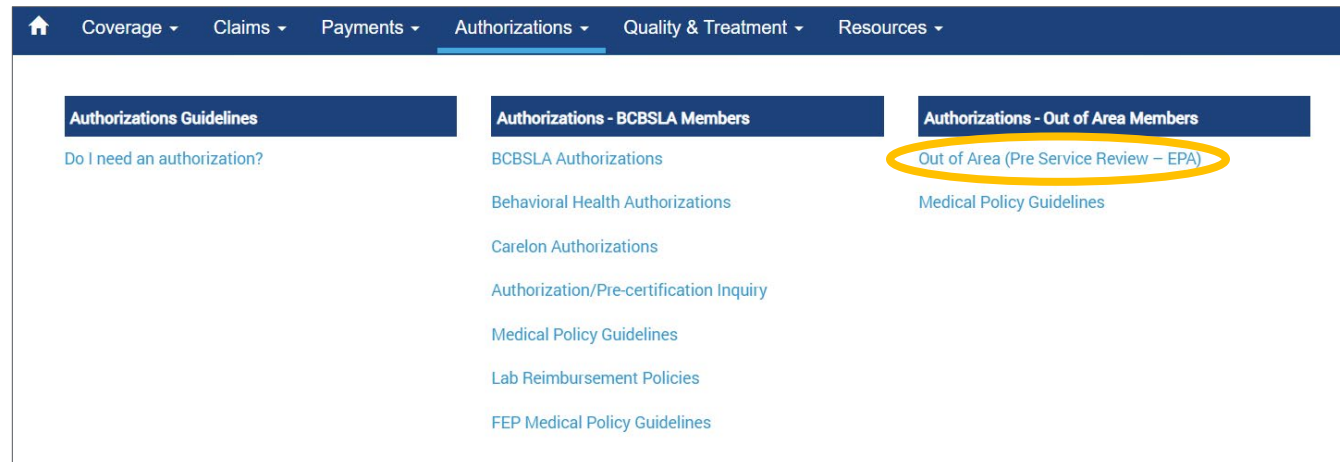 Coverage Claims Payments Authorizations Quality & Treatment Resources
Authorizations Guidelines
Do I need an authorization?
Authorizations - BCBSLA Members
BCBSLA Authorizations
Behavioral Health Authorizations
Carelon Authorizations
Authorization/Pre-certification Inquiry
Medical Policy Guidelines
Lab Reimbursement Policies
FEP Medical Policy Guidelines
Authorizations - Out of Area Members
Out of Area (Pre Service Review – EPA)
Medical Policy Guidelines